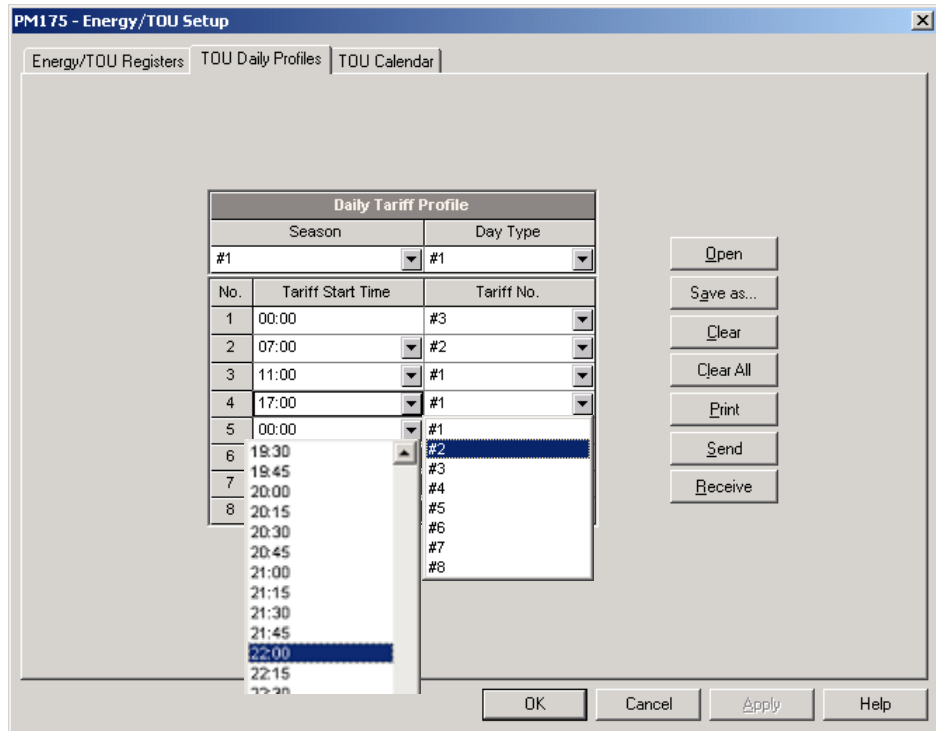 PM175 - Energy/TOU Setup
Energy/TOU Registers TOU Daily Profiles TOU Calendar
Daily Tariff Profile
Season Day Type
#1 #1
No. Tariff Start Time Tariff No.
1 00:00 #3
2 07:00 #2
3 11:00 #1
4 17:00 #1
5 00:00
6
7
8
#1
#2
#3
#4
#5
#6
#7
#8
19:30
19:45
20:00
20:15
20:30
20:45
21:00
21:15
21:30
21:45
22:00
22:15
22:30
Open
Save as...
Clear
Clear All
Print
Send
Receive
OK Cancel Apply Help